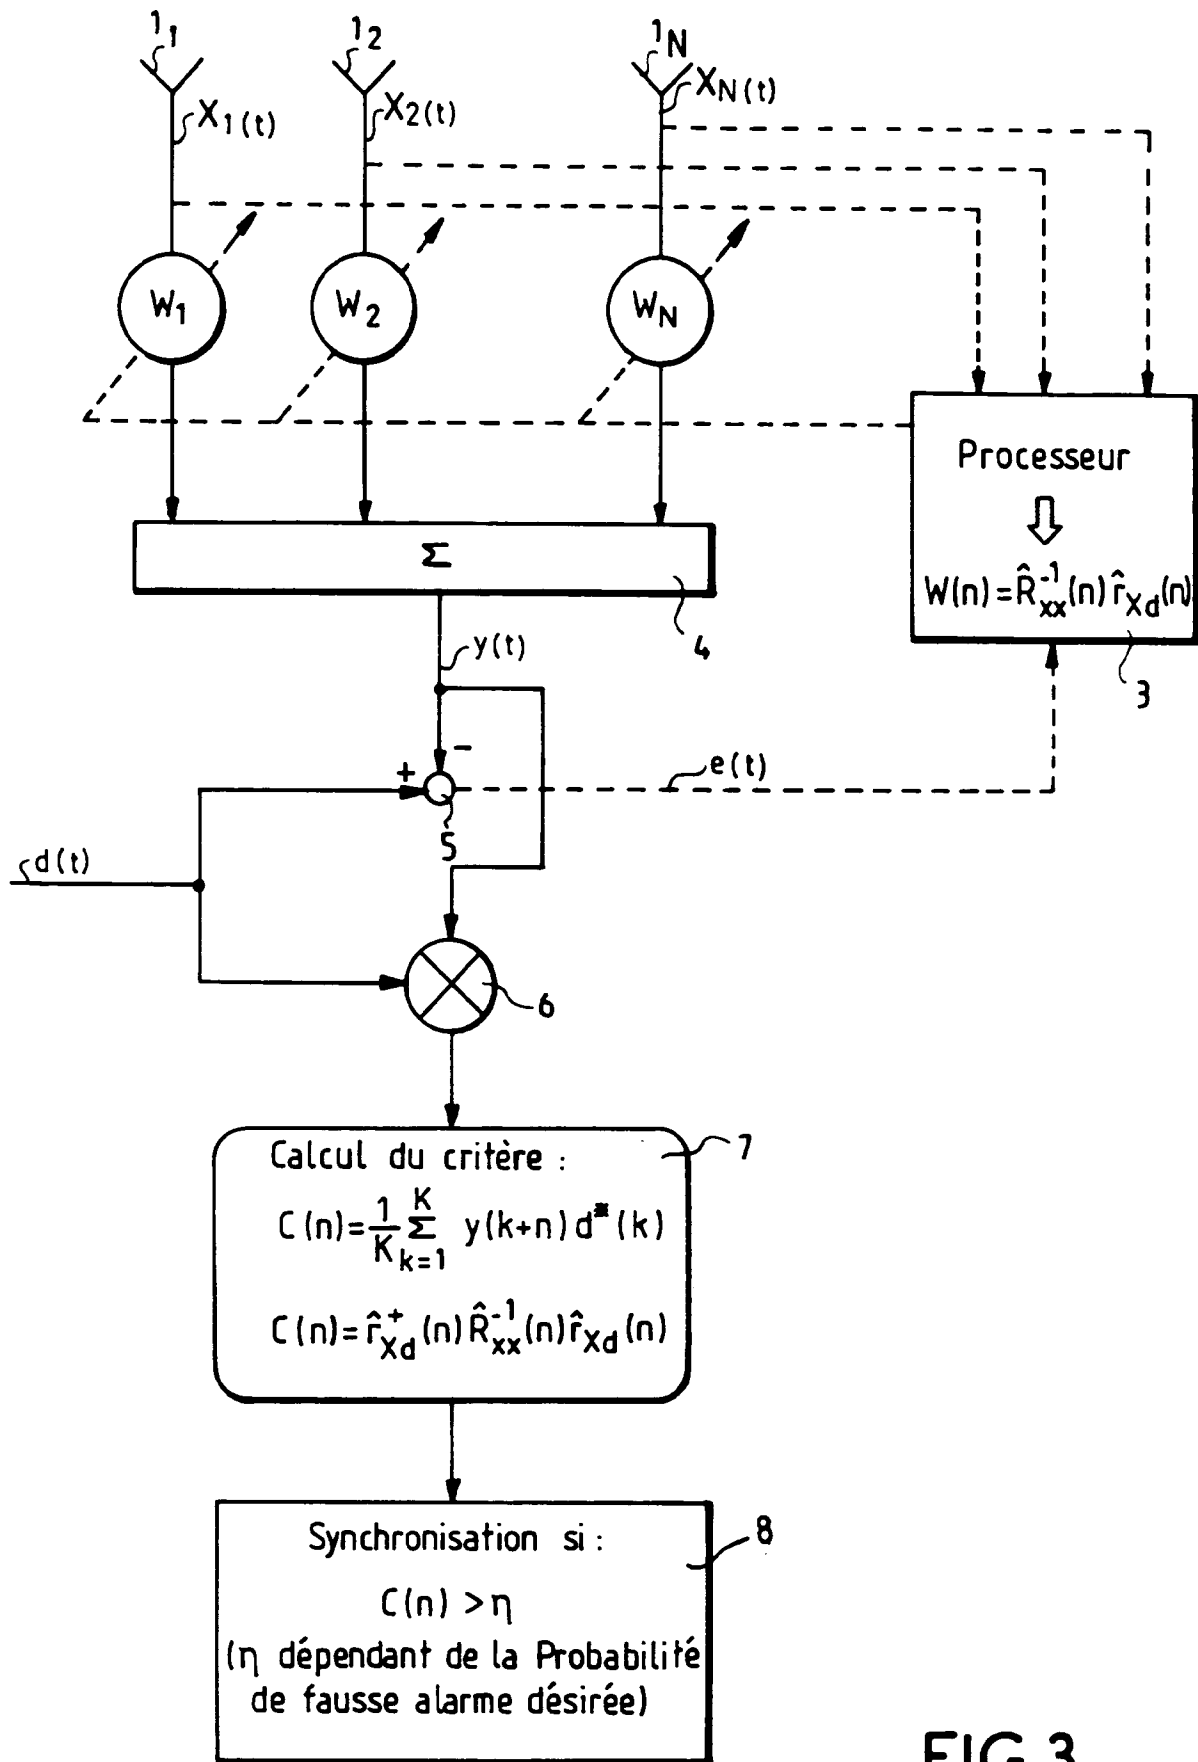 1₁ 1₂ 1N
X₁(t) X₂(t) XN(t)
W₁ W₂ WN
Processeur
⇩
W(n)=R̂xx⁻¹(n) r̂Xd(n)
3
Σ
4
y(t)
-
+
e(t)
5
d(t)
6
7
Calcul du critère :
C(n)=1/K Σ(k=1..K) y(k+n) d*(k)
C(n)=r̂Xd⁺(n) R̂xx⁻¹(n) r̂Xd(n)
8
Synchronisation si :
C(n) > η
(η dépendant de la Probabilité
de fausse alarme désirée)
FIG.3